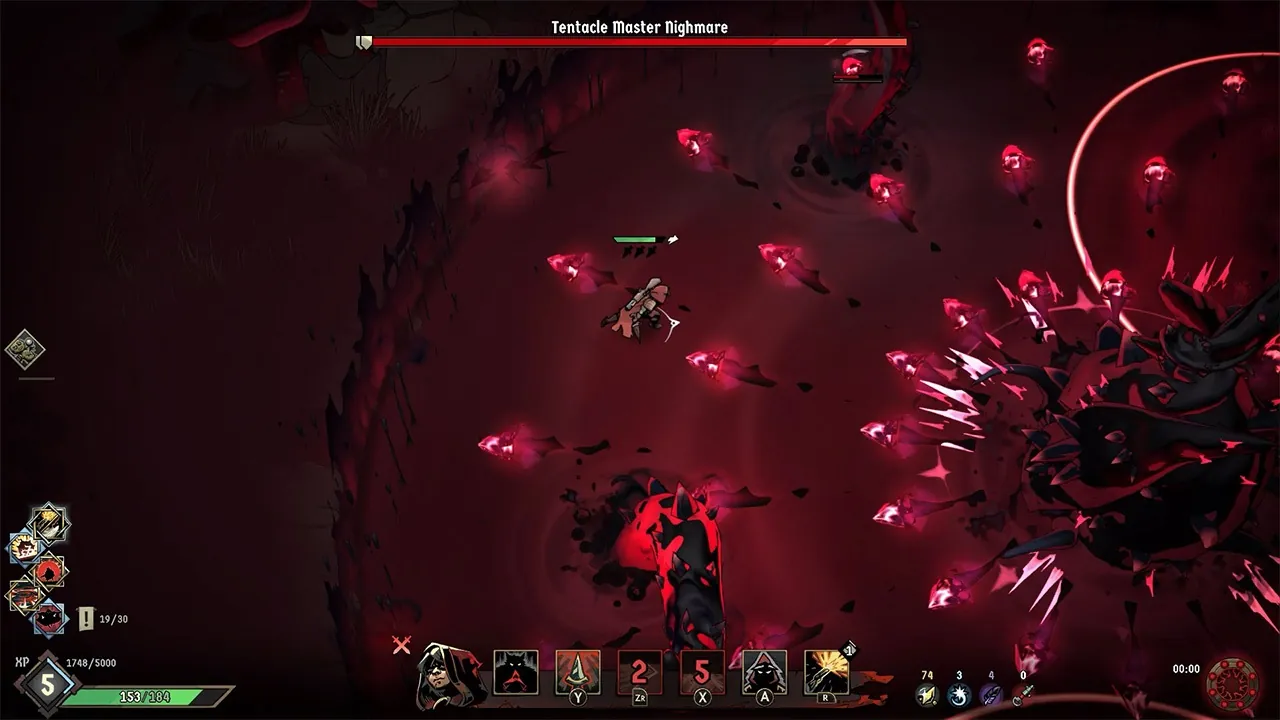 Tentacle Master Nighmare
19/30
XP 1748/5000
5
153/184
2
5
1
Y ZR X A R
74 3 4 0
00:00